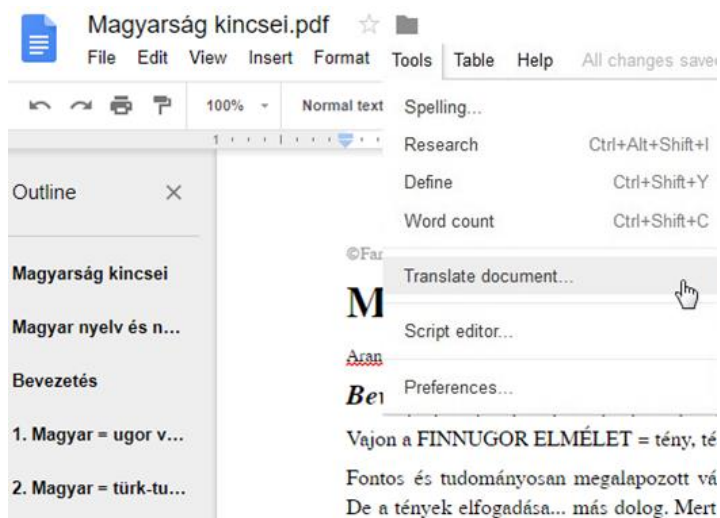 Magyarság kincsei.pdf
File Edit View Insert Format Tools Table Help All changes saved
100% Normal text
1
Spelling...
Research Ctrl+Alt+Shift+I
Define Ctrl+Shift+Y
Word count Ctrl+Shift+C
Translate document...
Script editor...
Preferences...
Outline
Magyarság kincsei
Magyar nyelv és n...
Bevezetés
1. Magyar = ugor v...
2. Magyar = türk-tu...
©Far
M
Aran
Bev
Vajon a FINNUGOR ELMÉLET = tény, té
Fontos és tudományosan megalapozott vá
De a tények elfogadása... más dolog. Mert